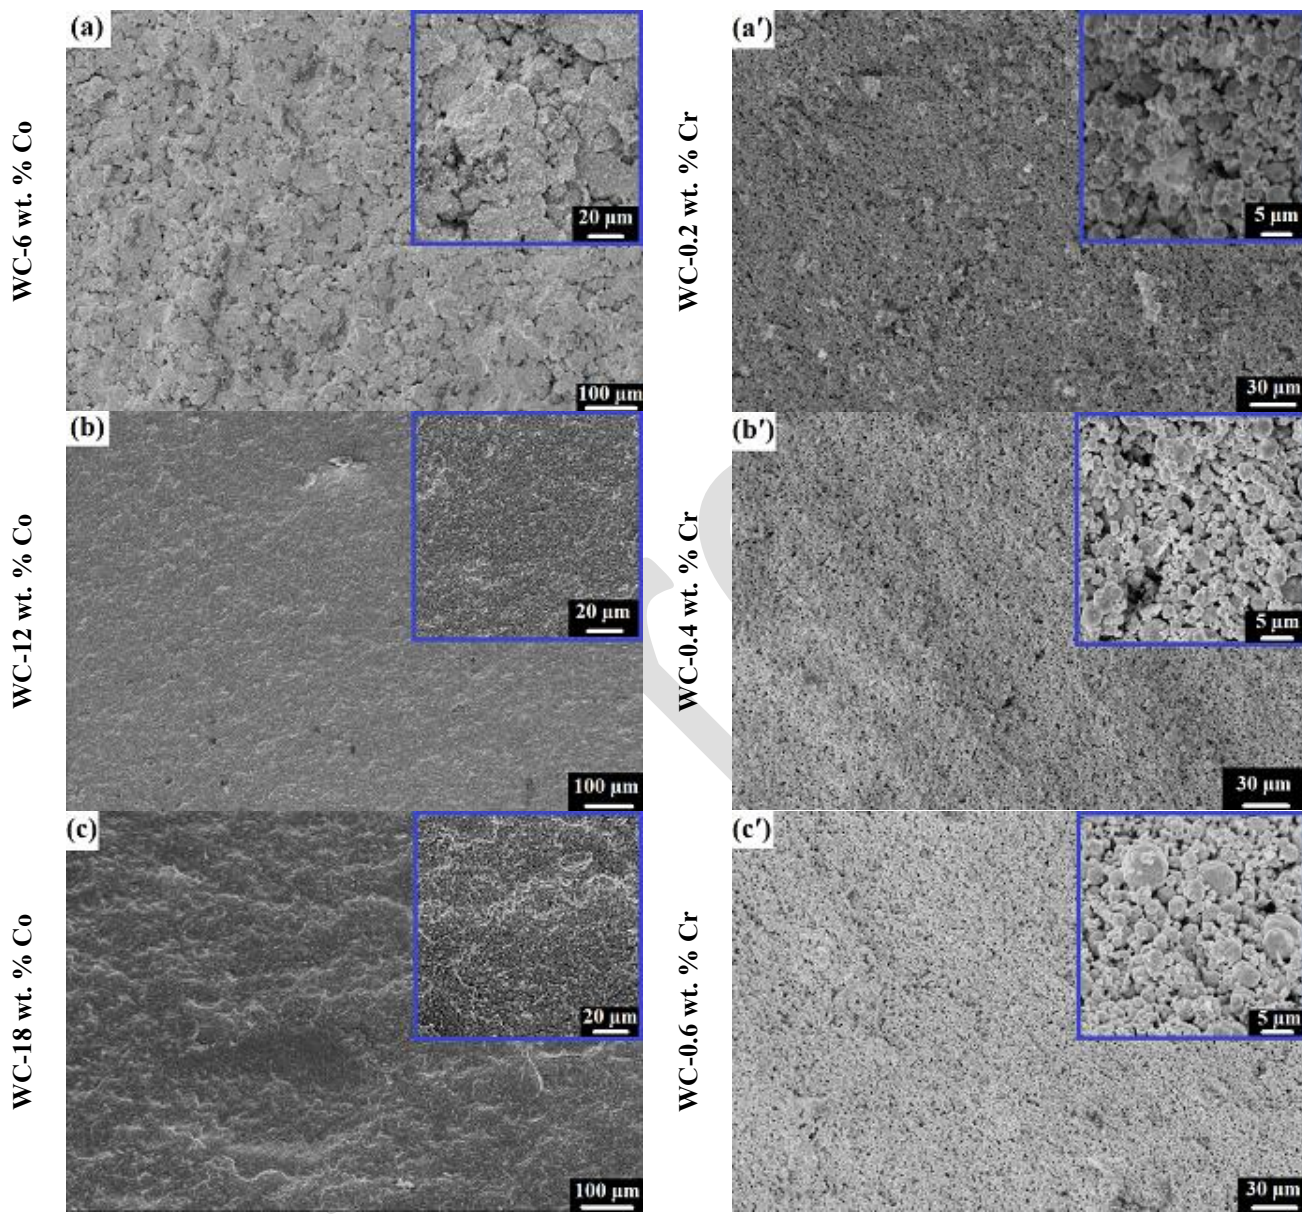 WC-6 wt. % Co
(a)
20 µm
100 µm
WC-0.2 wt. % Cr
(a')
5 µm
30 µm
WC-12 wt. % Co
(b)
20 µm
100 µm
WC-0.4 wt. % Cr
(b')
5 µm
30 µm
WC-18 wt. % Co
(c)
20 µm
100 µm
WC-0.6 wt. % Cr
(c')
5 µm
30 µm